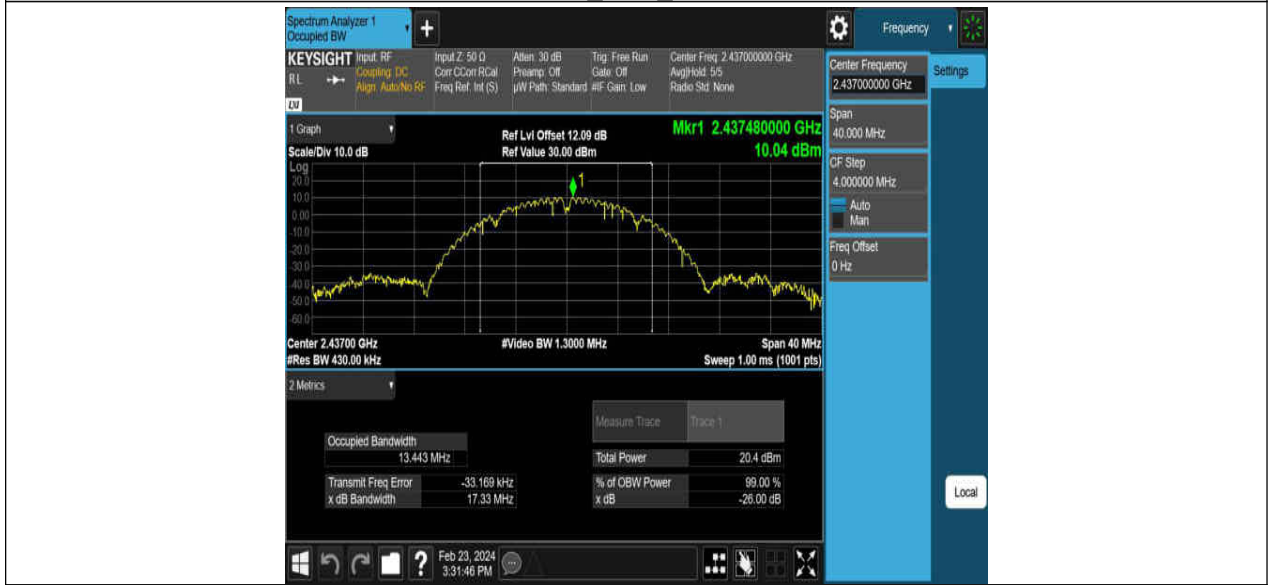 Spectrum Analyzer 1
Occupied BW
+
Frequency
KEYSIGHT
Input: RF
Coupling: DC
Align: Auto/No RF
Input Z: 50 Ω
Corr CCorr RCal
Freq Ref: Int (S)
Atten: 30 dB
Preamp: Off
µW Path: Standard
Trig: Free Run
Gate: Off
#IF Gain: Low
Center Freq: 2.437000000 GHz
Avg|Hold: 5/5
Radio Std: None
RL
LXI
Center Frequency
2.437000000 GHz
Settings
Span
40.000 MHz
CF Step
4.000000 MHz
Auto
Man
Freq Offset
0 Hz
1 Graph
Scale/Div 10.0 dB
Ref Lvl Offset 12.09 dB
Ref Value 30.00 dBm
Mkr1 2.437480000 GHz
10.04 dBm
Log
20.0
10.0
0.00
-10.0
-20.0
-30.0
-40.0
-50.0
-60.0
1
Center 2.43700 GHz
#Video BW 1.3000 MHz
Span 40 MHz
#Res BW 430.00 kHz
Sweep 1.00 ms (1001 pts)
2 Metrics
Measure Trace
Trace 1
Occupied Bandwidth
13.443 MHz
Total Power 20.4 dBm
Transmit Freq Error -33.169 kHz
% of OBW Power 99.00 %
x dB Bandwidth 17.33 MHz
x dB -26.00 dB
Local
?
Feb 23, 2024
3:31:46 PM